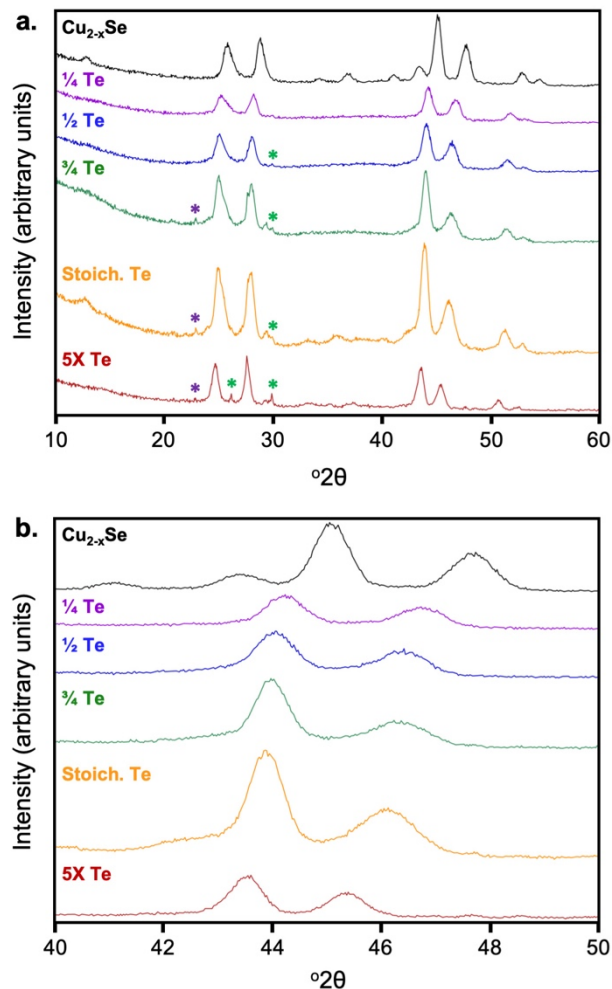 a.
Cu₂₋ₓSe
¼ Te
½ Te
¾ Te
*
*
Stoich. Te
*
*
5X Te
*
*
*
Intensity (arbitrary units)
10 20 30 40 50 60
°2θ
b.
Cu₂₋ₓSe
¼ Te
½ Te
¾ Te
Stoich. Te
5X Te
Intensity (arbitrary units)
40 42 44 46 48 50
°2θ